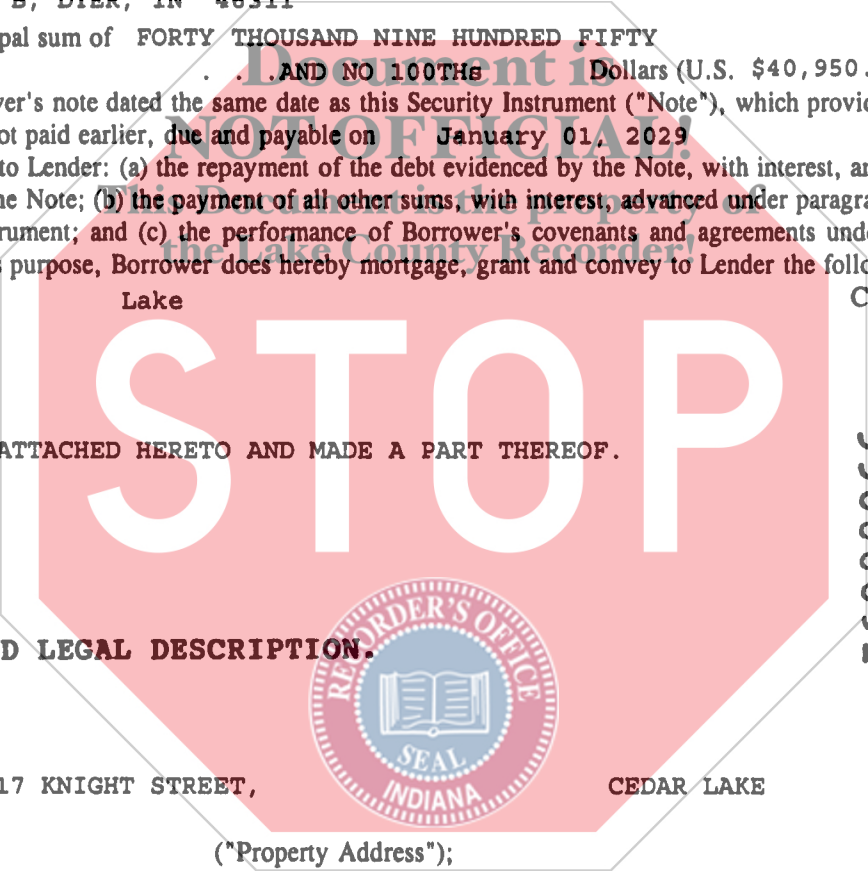 B, DYER, IN 46311
pal sum of FORTY THOUSAND NINE HUNDRED FIFTY
. . .AND NO 100THs Dollars (U.S. $40,950.
ver's note dated the same date as this Security Instrument ("Note"), which provid
ot paid earlier, due and payable on January 01, 2029
to Lender: (a) the repayment of the debt evidenced by the Note, with interest, an
he Note; (b) the payment of all other sums, with interest, advanced under paragra
rument; and (c) the performance of Borrower's covenants and agreements unde
s purpose, Borrower does hereby mortgage, grant and convey to Lender the follo
Document is
NOT OFFICIAL!
This Document is the property of
the Lake County Recorder!
Lake
STOP
ATTACHED HERETO AND MADE A PART THEREOF.
D LEGAL DESCRIPTION.
RECORDER'S OFFICE
SEAL
INDIANA
17 KNIGHT STREET, CEDAR LAKE
("Property Address");